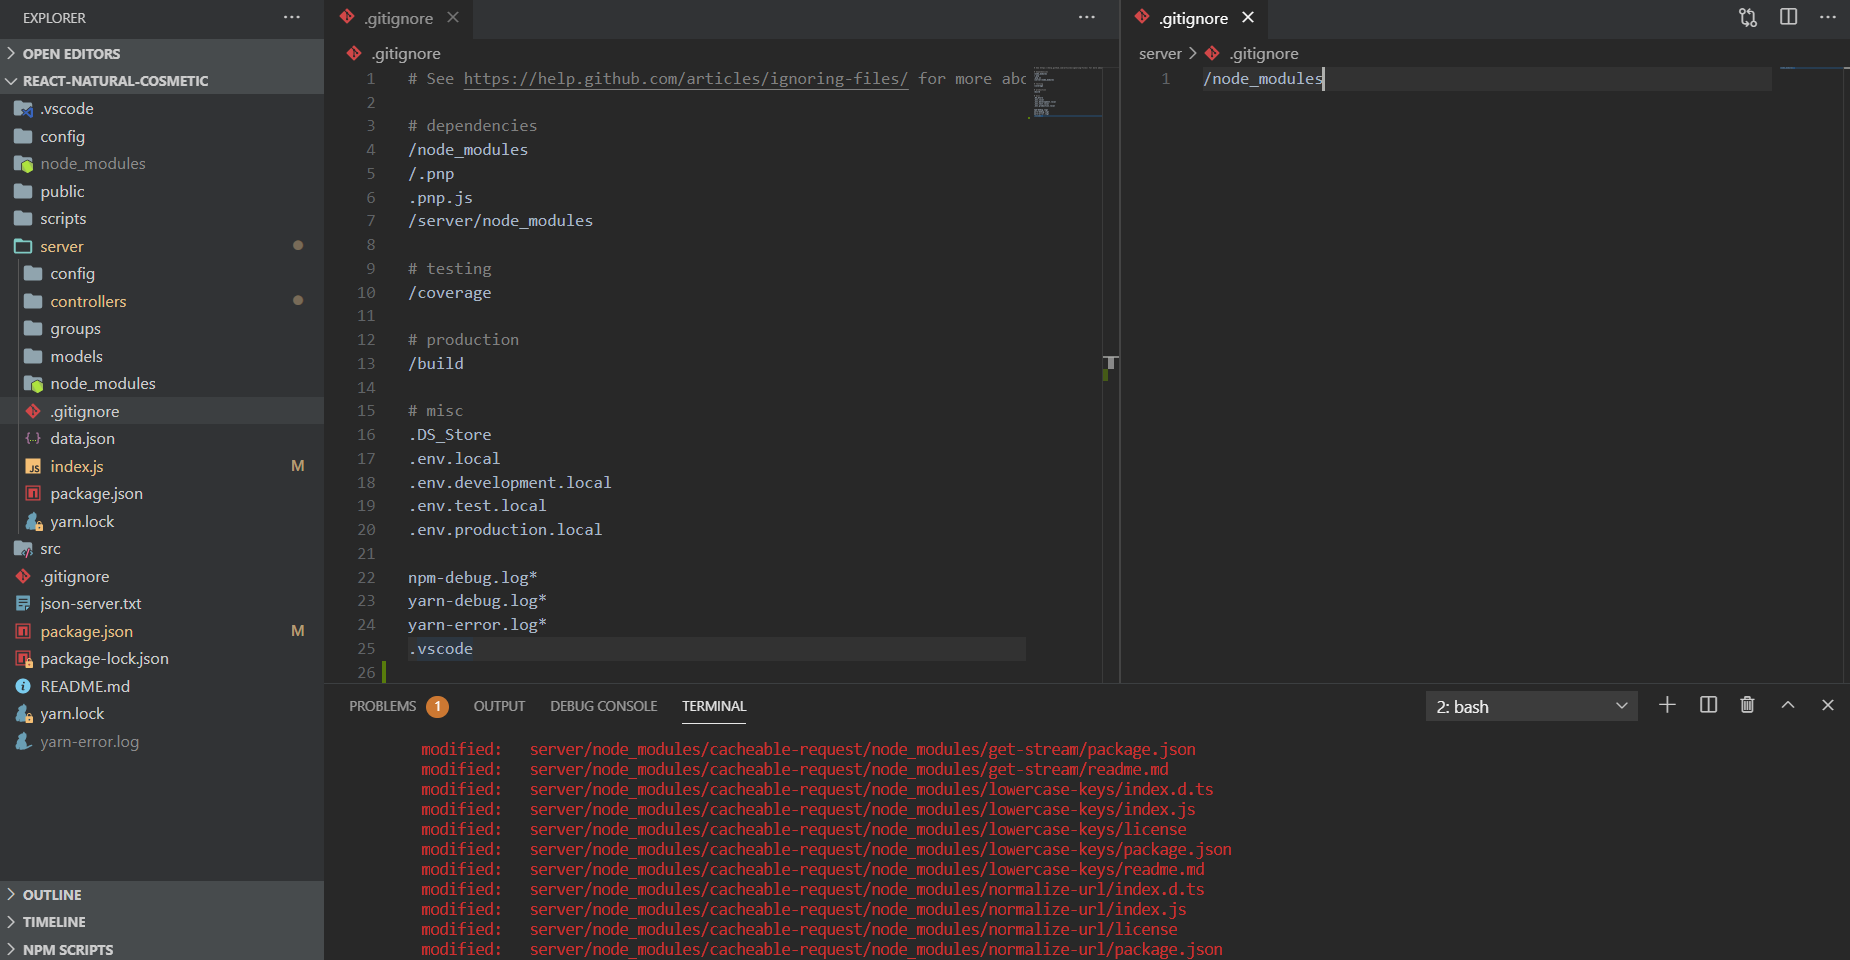 EXPLORER
OPEN EDITORS
REACT-NATURAL-COSMETIC
.vscode
config
node_modules
public
scripts
server
config
controllers
groups
models
node_modules
.gitignore
data.json
index.js M
package.json
yarn.lock
src
.gitignore
json-server.txt
package.json M
package-lock.json
README.md
yarn.lock
yarn-error.log
OUTLINE
TIMELINE
NPM SCRIPTS
.gitignore
.gitignore
1 # See https://help.github.com/articles/ignoring-files/ for more abo
2
3 # dependencies
4 /node_modules
5 /.pnp
6 .pnp.js
7 /server/node_modules
8
9 # testing
10 /coverage
11
12 # production
13 /build
14
15 # misc
16 .DS_Store
17 .env.local
18 .env.development.local
19 .env.test.local
20 .env.production.local
21
22 npm-debug.log*
23 yarn-debug.log*
24 yarn-error.log*
25 .vscode
26
.gitignore
server > .gitignore
1 /node_modules
PROBLEMS 1 OUTPUT DEBUG CONSOLE TERMINAL 2: bash
modified: server/node_modules/cacheable-request/node_modules/get-stream/package.json
modified: server/node_modules/cacheable-request/node_modules/get-stream/readme.md
modified: server/node_modules/cacheable-request/node_modules/lowercase-keys/index.d.ts
modified: server/node_modules/cacheable-request/node_modules/lowercase-keys/index.js
modified: server/node_modules/cacheable-request/node_modules/lowercase-keys/license
modified: server/node_modules/cacheable-request/node_modules/lowercase-keys/package.json
modified: server/node_modules/cacheable-request/node_modules/lowercase-keys/readme.md
modified: server/node_modules/cacheable-request/node_modules/normalize-url/index.d.ts
modified: server/node_modules/cacheable-request/node_modules/normalize-url/index.js
modified: server/node_modules/cacheable-request/node_modules/normalize-url/license
modified: server/node_modules/cacheable-request/node_modules/normalize-url/package.json